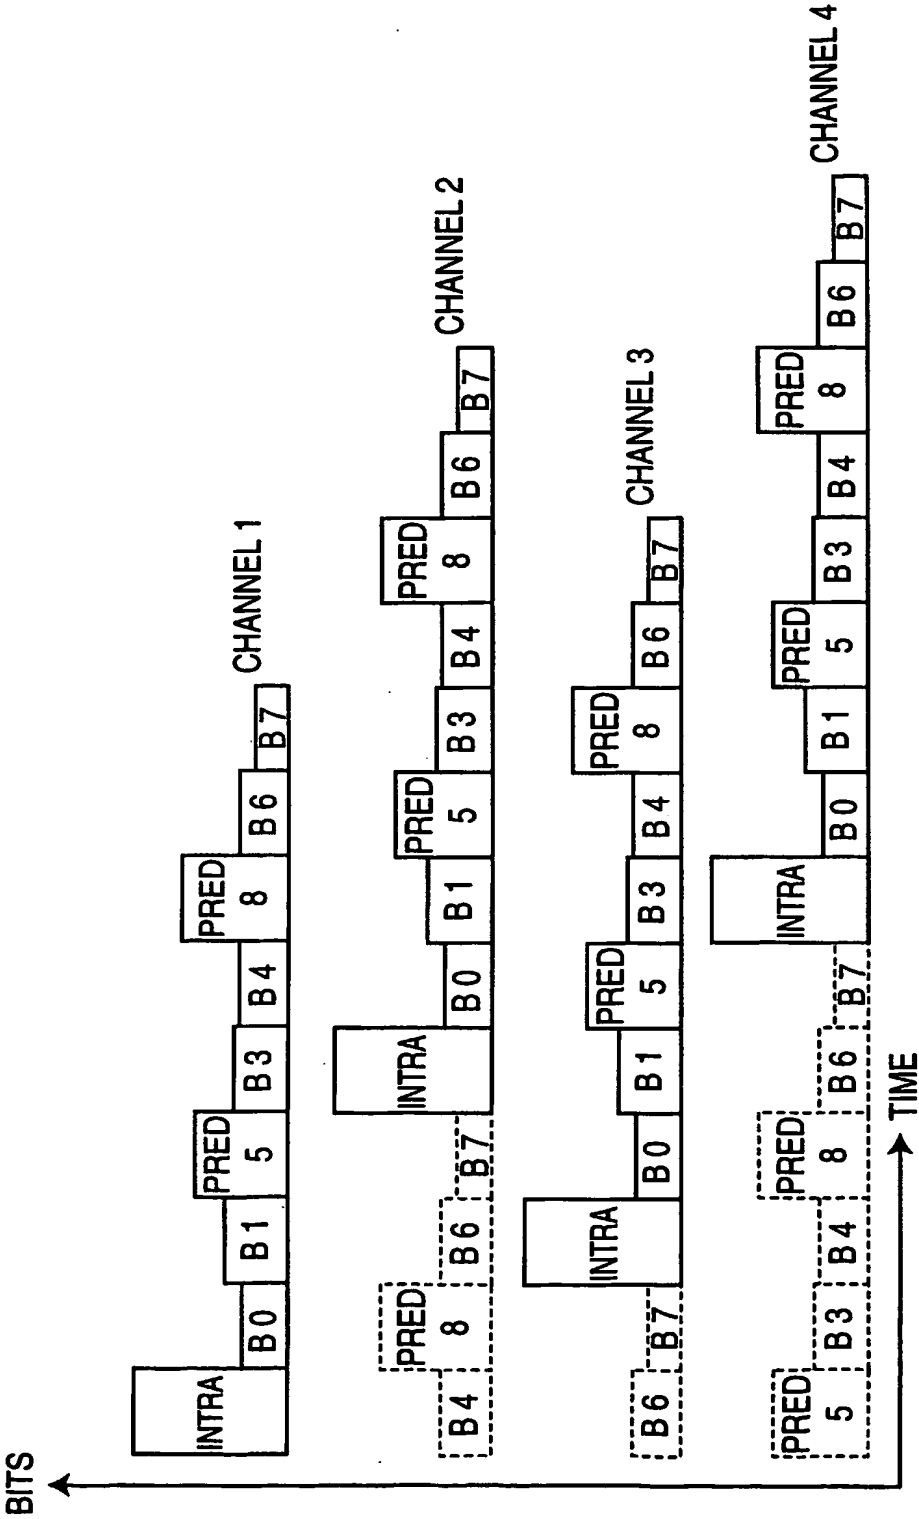 BITS
INTRA
B0
B1
PRED
5
B3
B4
PRED
8
B6
B7
CHANNEL 1
B4
PRED
8
B6
B7
INTRA
B0
B1
PRED
5
B3
B4
PRED
8
B6
B7
CHANNEL 2
B6
B7
INTRA
B0
B1
PRED
5
B3
B4
PRED
8
B6
B7
CHANNEL 3
PRED
5
B3
B4
PRED
8
B6
B7
INTRA
B0
B1
PRED
5
B3
B4
PRED
8
B6
B7
CHANNEL 4
TIME